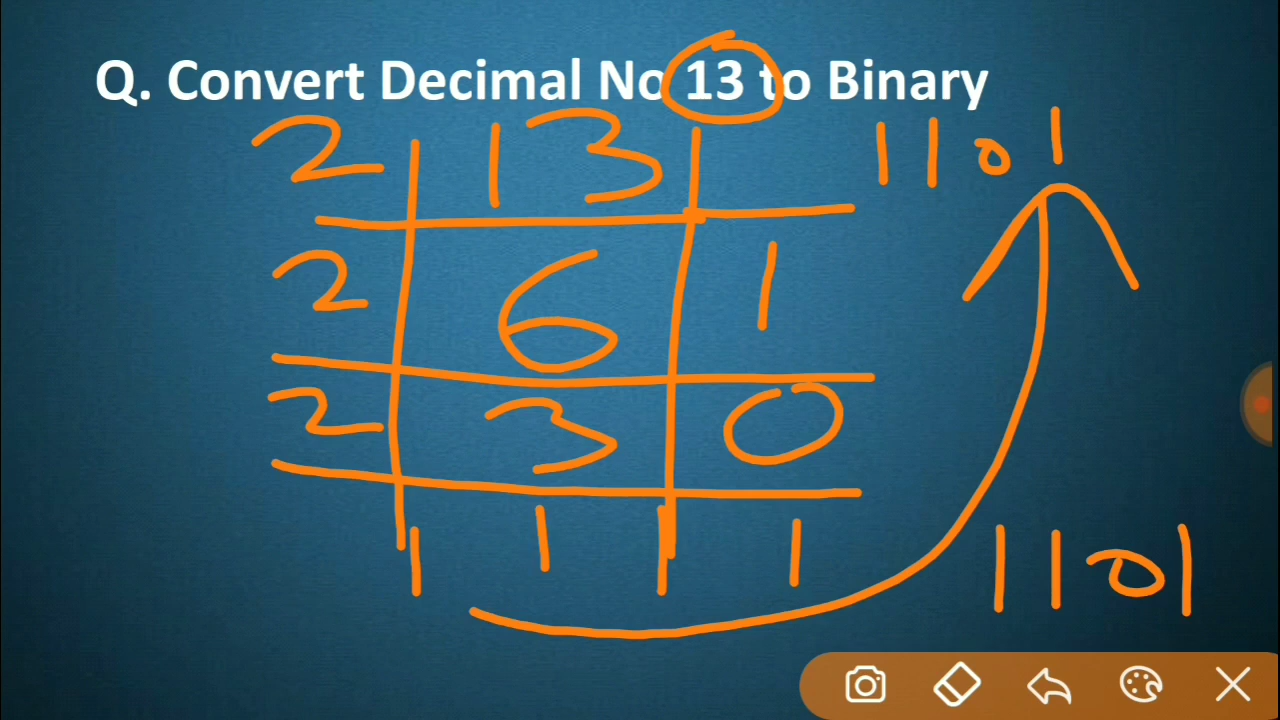 Q. Convert Decimal No 13 to Binary
2 13 1101
2 6 1
2 3 0
1 1
1101